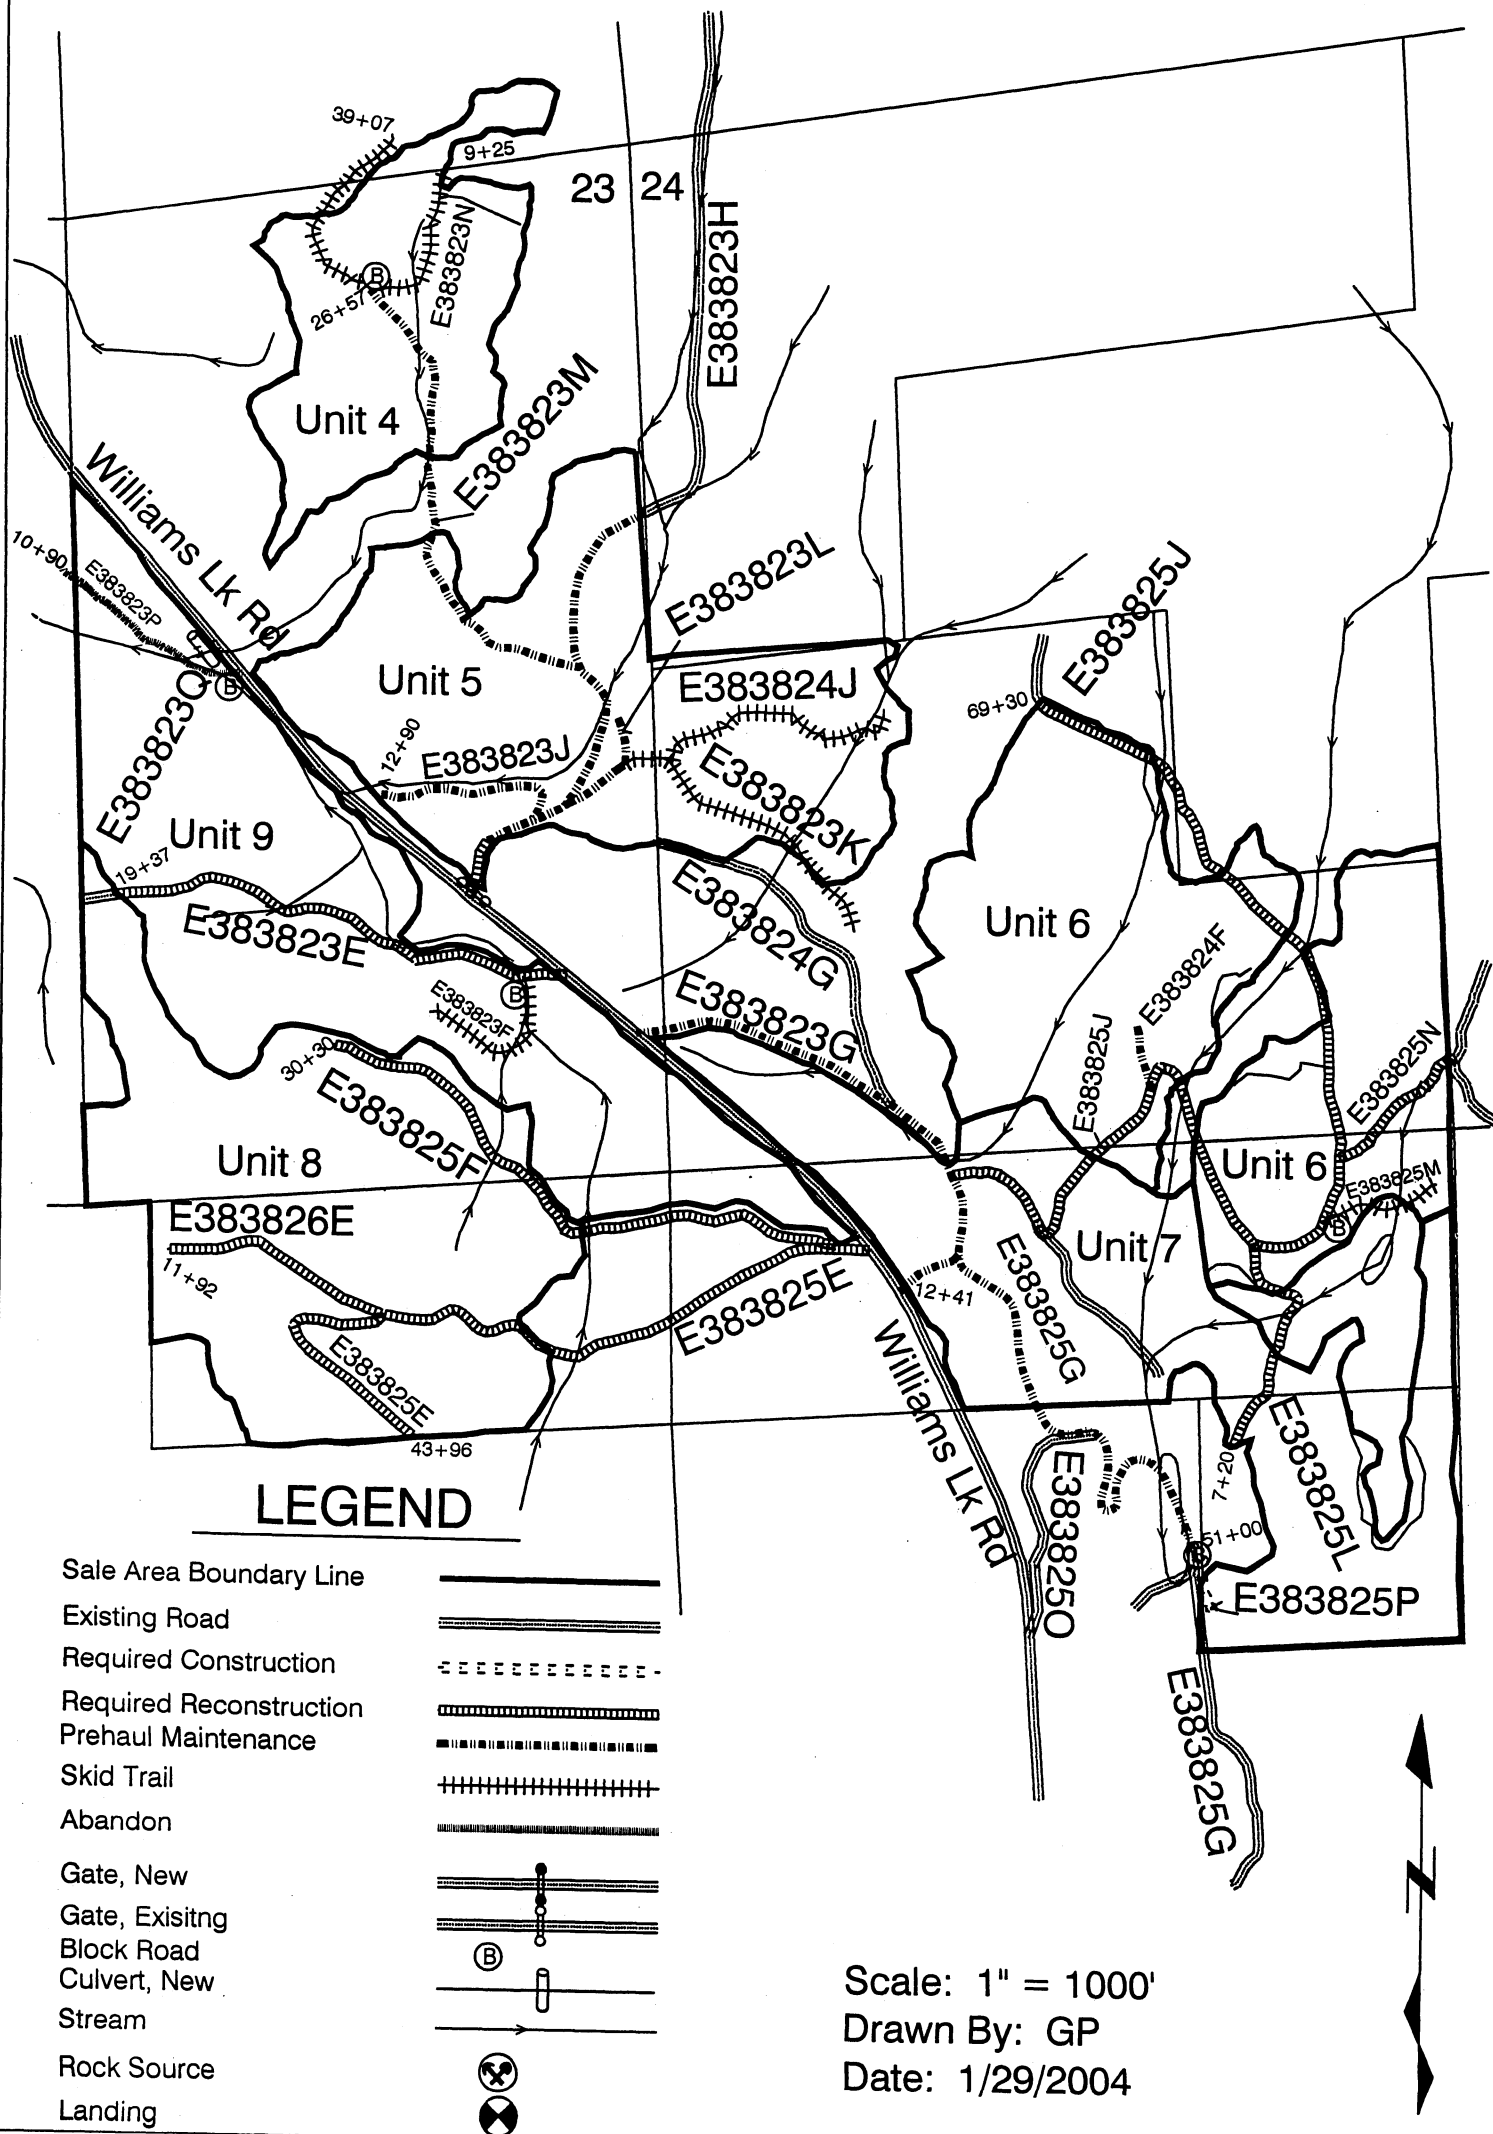 39+07
9+25
23 24
E383823N
E383823H
B
26+57
Unit 4
E383823M
Williams Lk Rd
10+90
E383823P
E383823L
E383825J
B
Unit 5
E383823Q
E383824J
69+30
12+90
E383823J
E383823K
Unit 9
19+37
E383823E
E383824G
Unit 6
E383824F
B
E383823F
E383823G
E383825J
E383825N
30+30
E383825F
Unit 8
Unit 6
E383825M
B
E383826E
11+92
E383825E
12+41
E383825G
Unit 7
E383825E
43+96
Williams Lk Rd
E383825O
7+20
E383825L
51+00
B
E383825P
E383825G
LEGEND
Sale Area Boundary Line
Existing Road
Required Construction
Required Reconstruction
Prehaul Maintenance
Skid Trail
Abandon
Gate, New
Gate, Exisitng
Block Road B
Culvert, New
Stream
Rock Source
Landing
Scale: 1" = 1000'
Drawn By: GP
Date: 1/29/2004
N